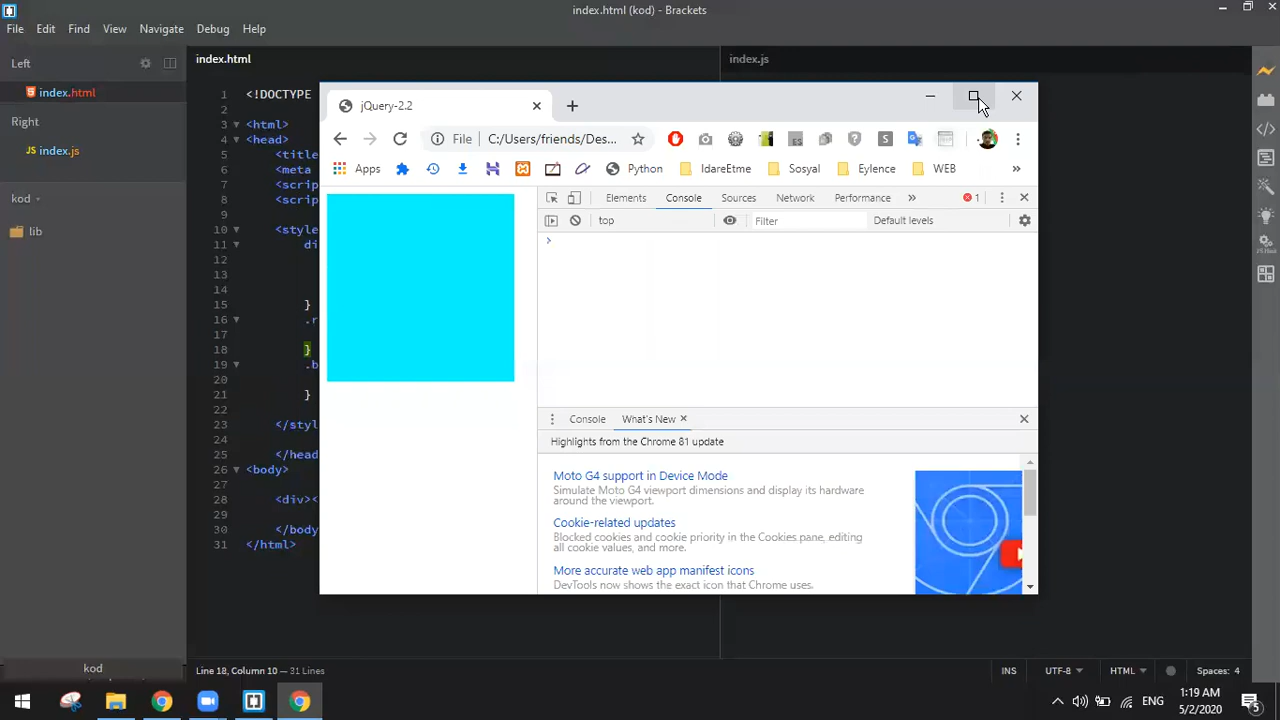 index.html (kod) - Brackets
File Edit Find View Navigate Debug Help
Left
index.html
Right
index.js
kod
lib
kod
index.html
index.js
1 <!DOCTYPE
2
3 <html>
4 <head>
5 <title
6 <meta
7 <scrip
8 <scrip
9
10 <style
11 di
12
13
14
15 }
16 .r
17
18 }
19 .b
20
21 }
22
23 </styl
24
25 </head
26 <body>
27
28 <div><
29
30 </body
31 </html>
jQuery-2.2
File C:/Users/friends/Des...
Apps Python IdareEtme Sosyal Eylence WEB »
Elements Console Sources Network Performance » 1
top Filter Default levels
>
Console What's New
Highlights from the Chrome 81 update
Moto G4 support in Device Mode
Simulate Moto G4 viewport dimensions and display its hardware
around the viewport.
Cookie-related updates
Blocked cookies and cookie priority in the Cookies pane, editing
all cookie values, and more.
More accurate web app manifest icons
DevTools now shows the exact icon that Chrome uses.
Line 18, Column 10 — 31 Lines
INS UTF-8 HTML Spaces: 4
ENG
1:19 AM
5/2/2020
5